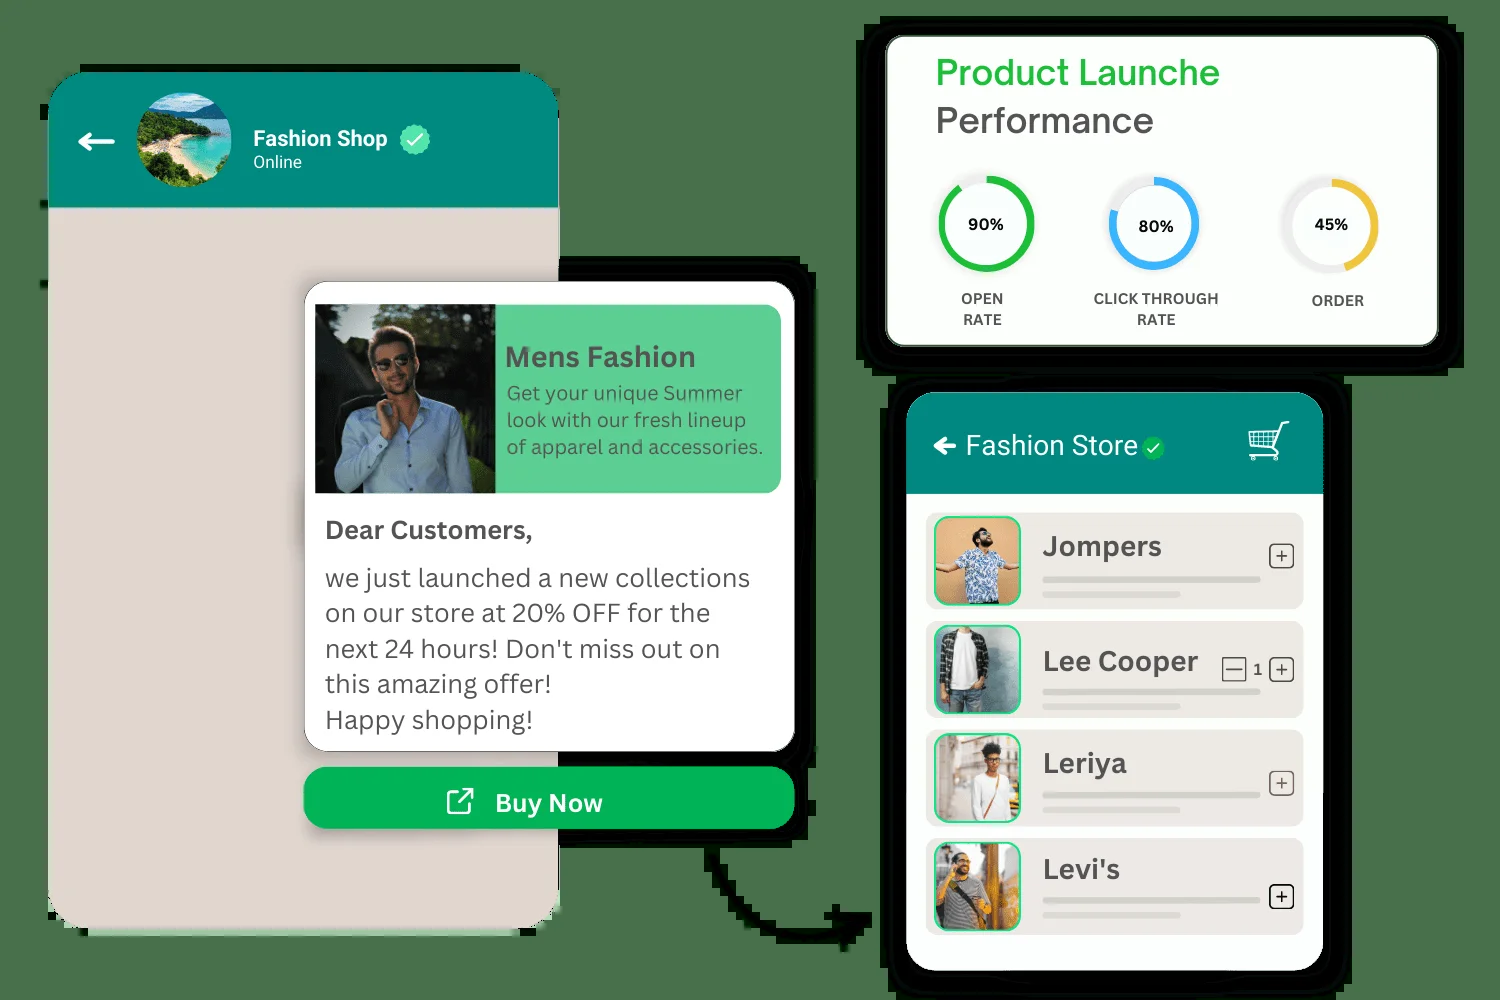 Fashion Shop
Online
Mens Fashion
Get your unique Summer
look with our fresh lineup
of apparel and accessories.
Dear Customers,
we just launched a new collections
on our store at 20% OFF for the
next 24 hours! Don't miss out on
this amazing offer!
Happy shopping!
Buy Now
Product Launche
Performance
90%
80%
45%
OPEN
RATE
CLICK THROUGH
RATE
ORDER
Fashion Store
Jompers
Lee Cooper
1
Leriya
Levi's